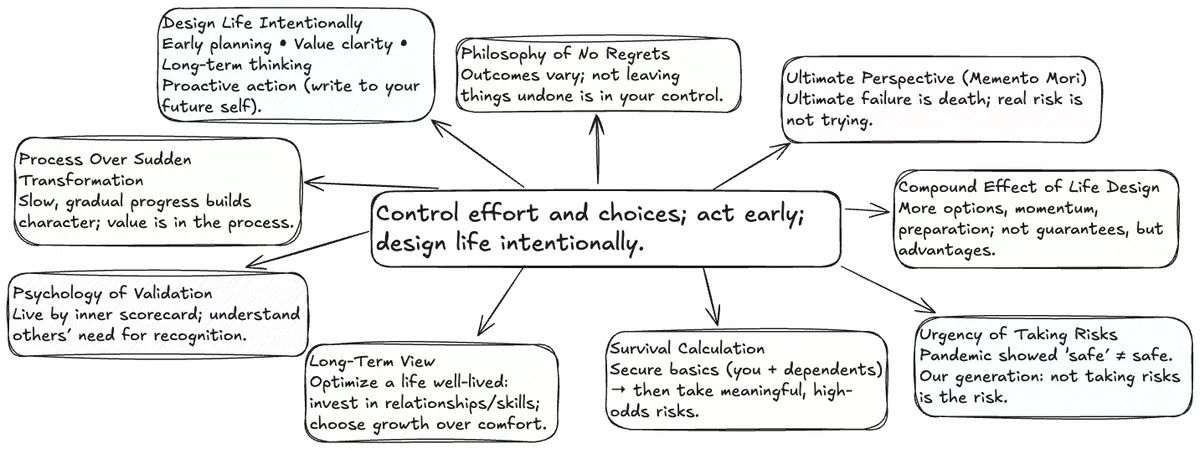 Design Life Intentionally
Early planning • Value clarity •
Long-term thinking
Proactive action (write to your
future self).
Philosophy of No Regrets
Outcomes vary; not leaving
things undone is in your control.
Ultimate Perspective (Memento Mori)
Ultimate failure is death; real risk is
not trying.
Process Over Sudden
Transformation
Slow, gradual progress builds
character; value is in the process.
Control effort and choices; act early;
design life intentionally.
Compound Effect of Life Design
More options, momentum,
preparation; not guarantees, but
advantages.
Psychology of Validation
Live by inner scorecard; understand
others' need for recognition.
Long-Term View
Optimize a life well-lived:
invest in relationships/skills;
choose growth over comfort.
Survival Calculation
Secure basics (you + dependents)
→ then take meaningful, high-
odds risks.
Urgency of Taking Risks
Pandemic showed 'safe' ≠ safe.
Our generation: not taking risks
is the risk.